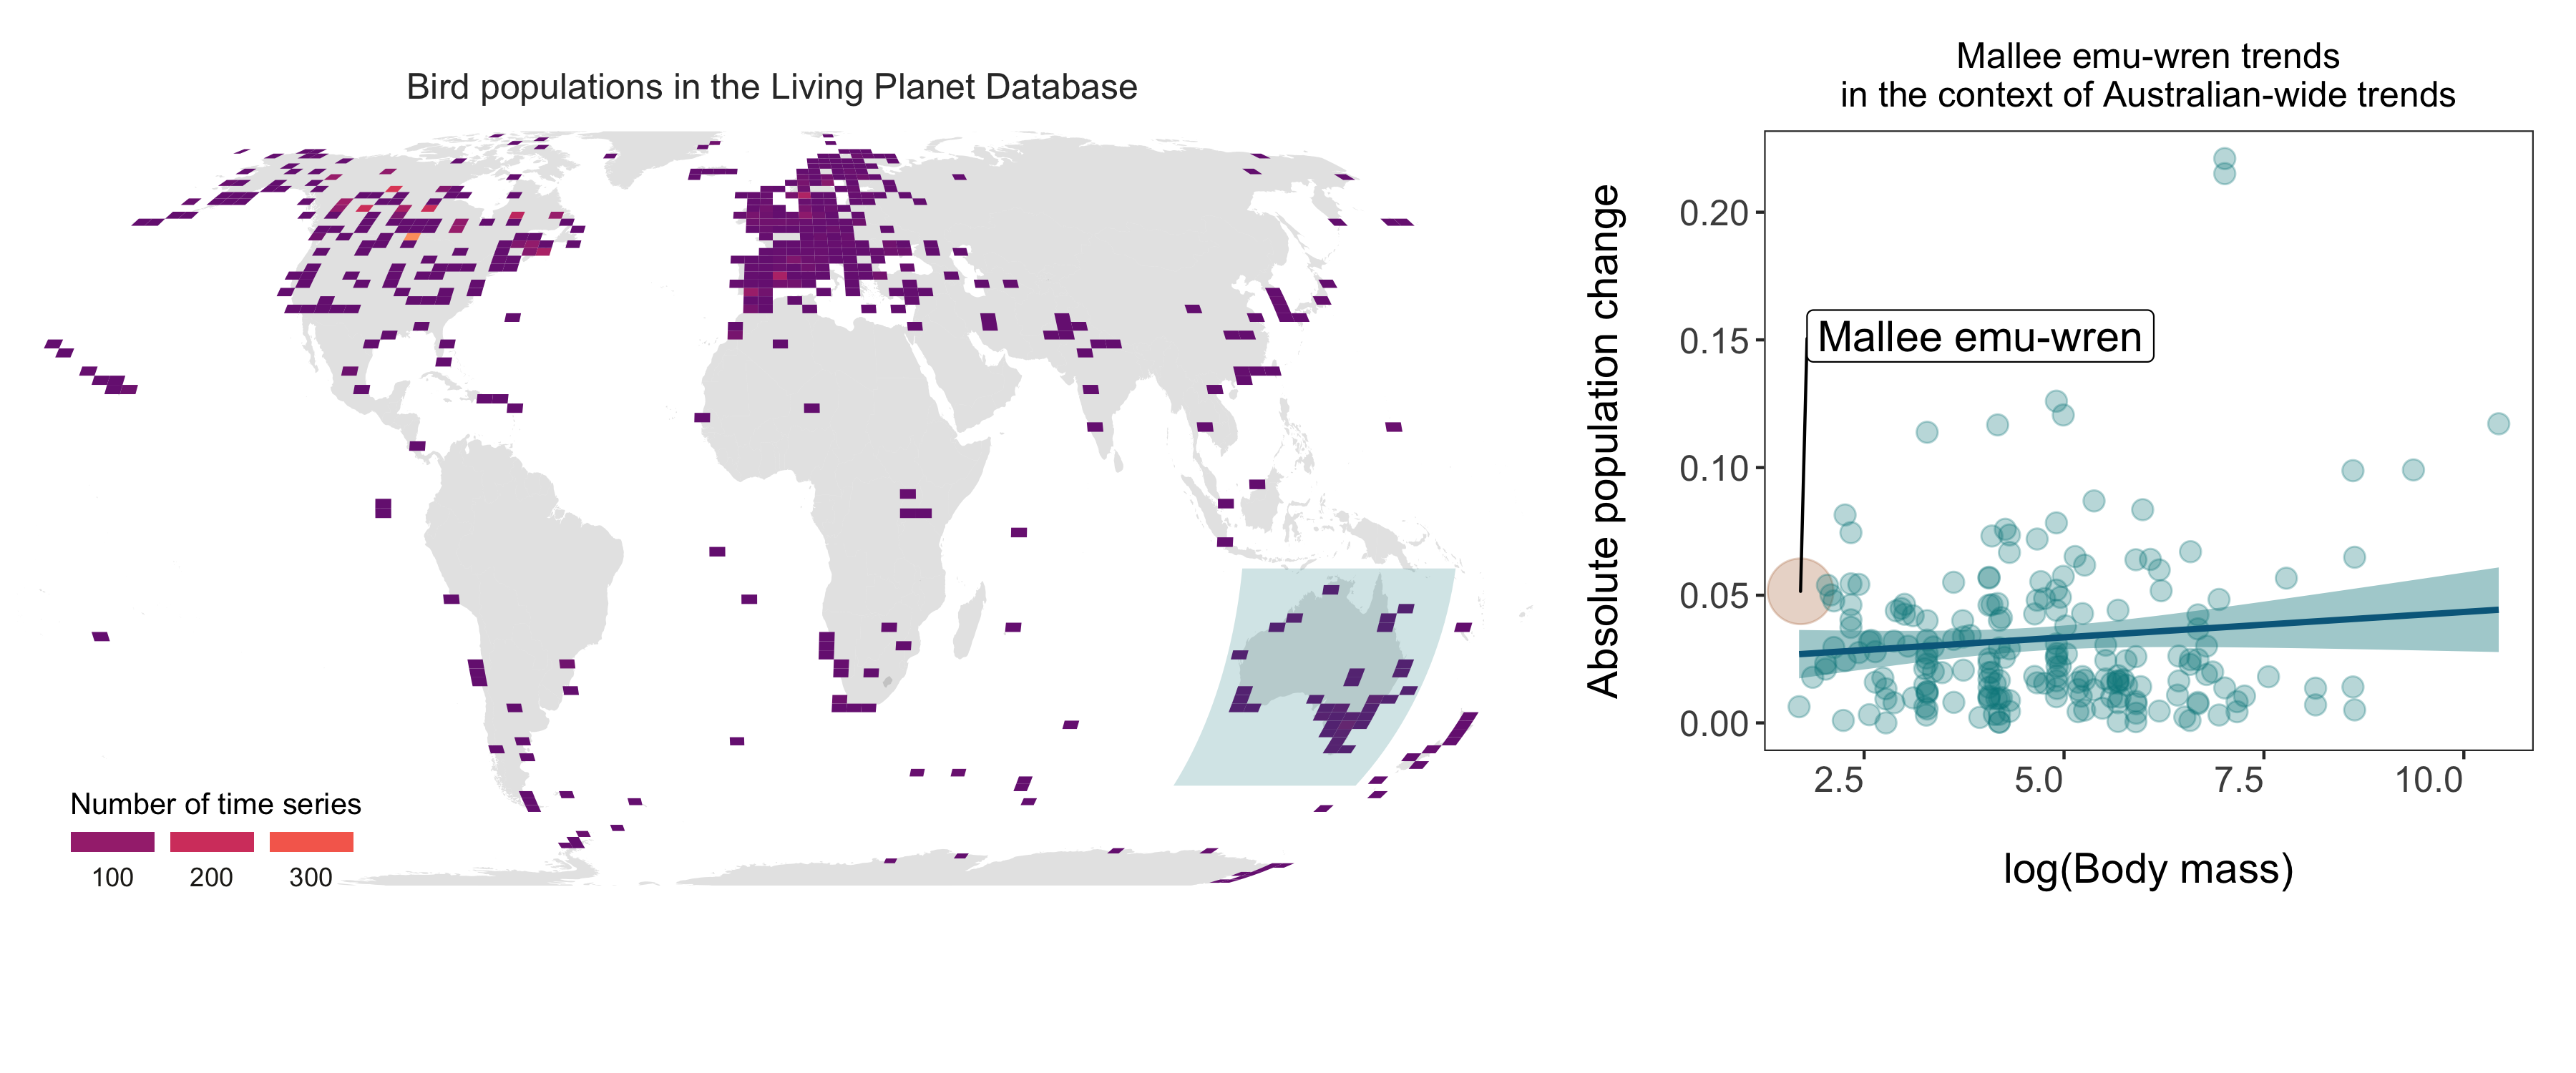 Bird populations in the Living Planet Database
Number of time series
100 200 300
Mallee emu-wren trends
in the context of Australian-wide trends
Absolute population change
0.20
0.15
0.10
0.05
0.00
Mallee emu-wren
2.5 5.0 7.5 10.0
log(Body mass)